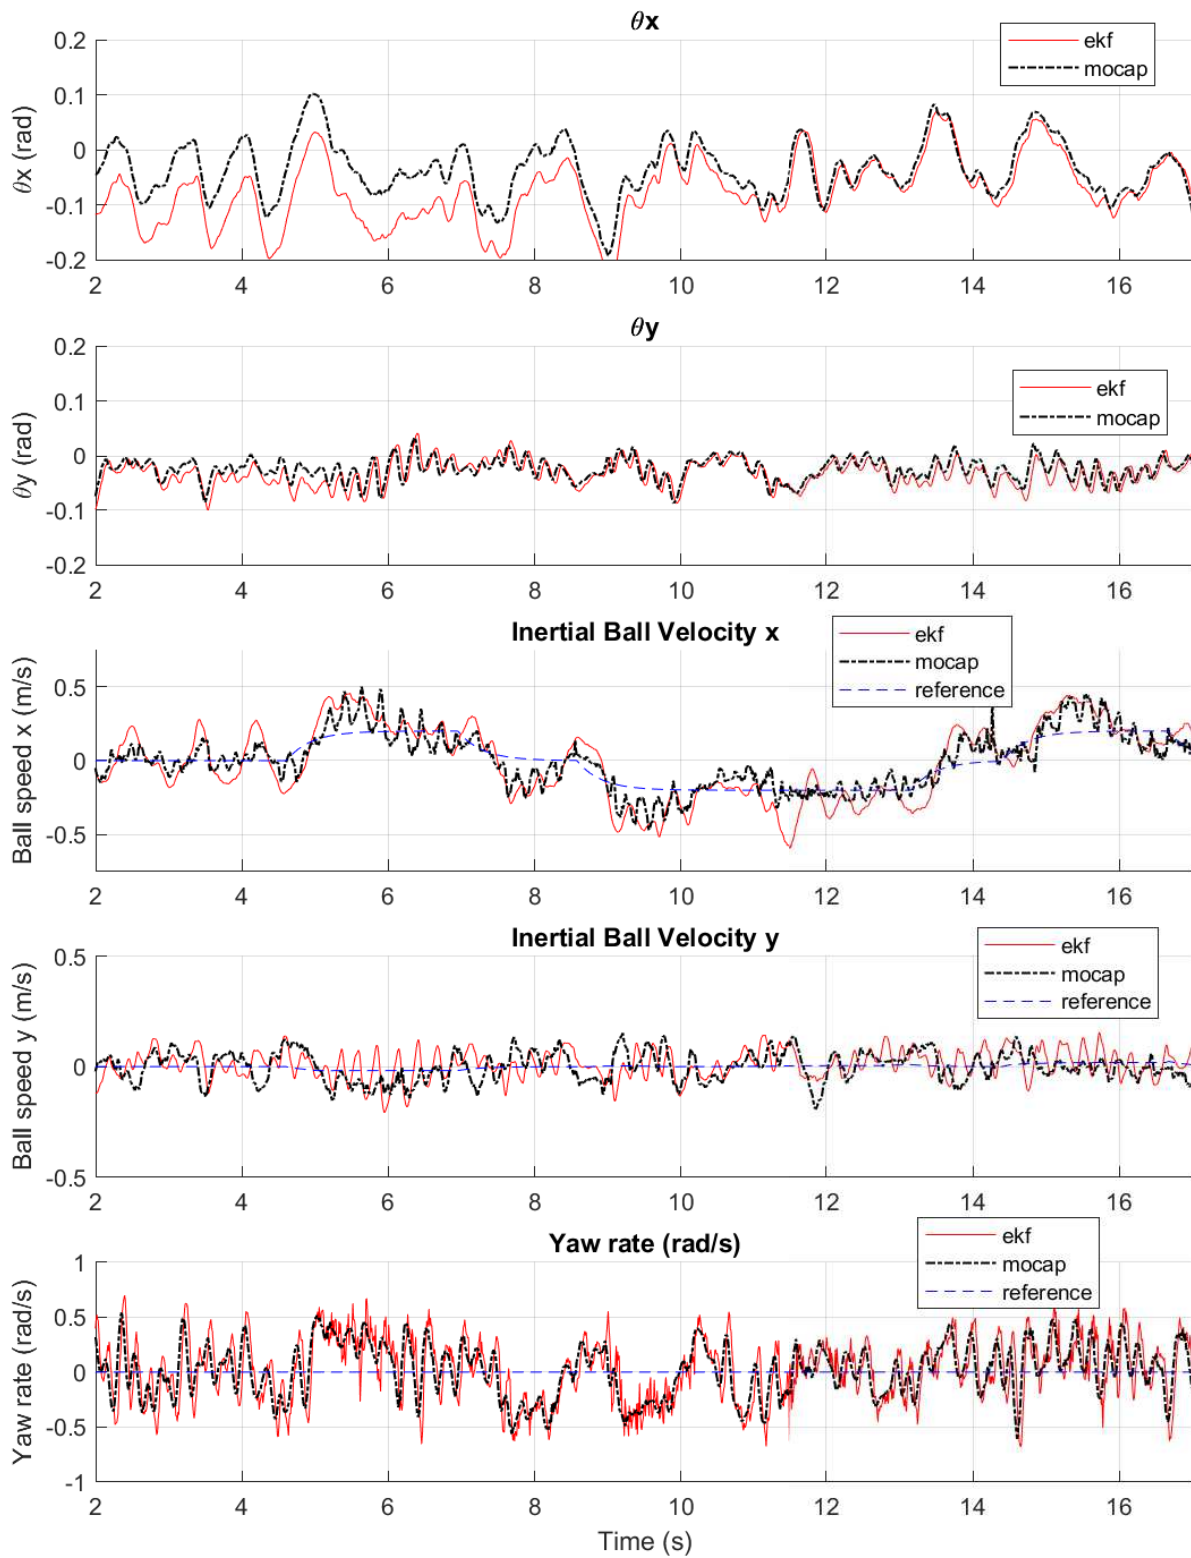 θx
0.2
0.1
0
-0.1
-0.2
θx (rad)
ekf
mocap
2 4 6 8 10 12 14 16
θy
0.2
0.1
0
-0.1
-0.2
θy (rad)
ekf
mocap
2 4 6 8 10 12 14 16
Inertial Ball Velocity x
0.5
0
-0.5
Ball speed x (m/s)
ekf
mocap
reference
2 4 6 8 10 12 14 16
Inertial Ball Velocity y
0.5
0
-0.5
Ball speed y (m/s)
ekf
mocap
reference
2 4 6 8 10 12 14 16
Yaw rate (rad/s)
1
0.5
0
-0.5
-1
Yaw rate (rad/s)
ekf
mocap
reference
2 4 6 8 10 12 14 16
Time (s)